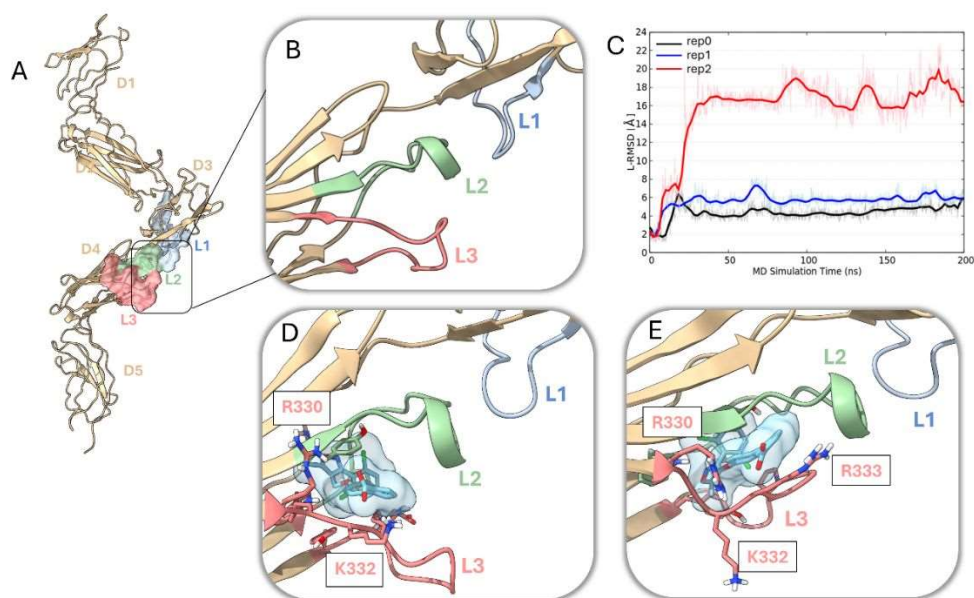 A
D1
D2
D3
L1
D4
L2
L3
D5
B
L1
L2
L3
C
24
22
20
18
16
14
12
10
8
6
4
2
0
L-RMSD [Å]
rep0
rep1
rep2
0
50
100
150
200
MD Simulation Time (ns)
D
R330
L1
L2
K332
L3
E
L2
L1
R330
R333
L3
K332